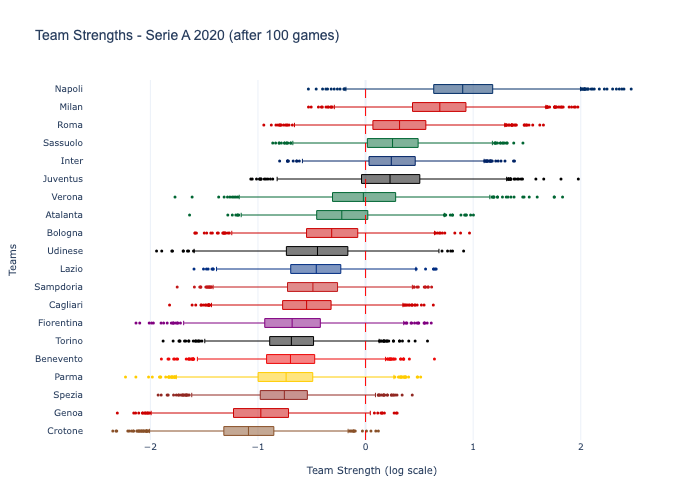 Team Strengths - Serie A 2020 (after 100 games)
Napoli
Milan
Roma
Sassuolo
Inter
Juventus
Verona
Atalanta
Bologna
Udinese
Lazio
Sampdoria
Cagliari
Fiorentina
Torino
Benevento
Parma
Spezia
Genoa
Crotone
Teams
−2 −1 0 1 2
Team Strength (log scale)